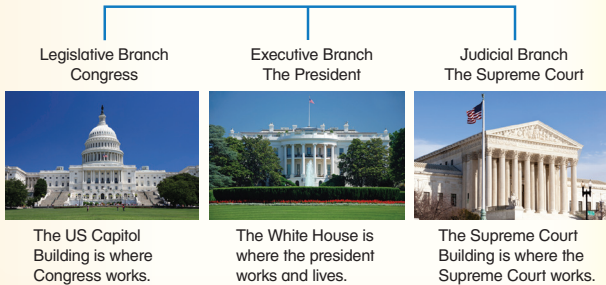 Legislative Branch
Congress
Executive Branch
The President
Judicial Branch
The Supreme Court
The US Capitol
Building is where
Congress works.
The White House is
where the president
works and lives.
The Supreme Court
Building is where the
Supreme Court works.